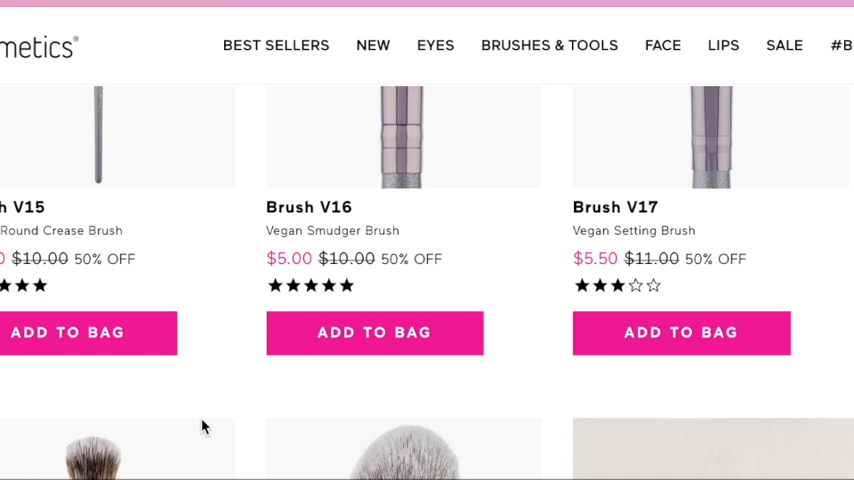 metics®
BEST SELLERS NEW EYES BRUSHES & TOOLS FACE LIPS SALE #B
h V15
Round Crease Brush
0 $10.00 50% OFF
★★★
ADD TO BAG
Brush V16
Vegan Smudger Brush
$5.00 $10.00 50% OFF
★★★★★
ADD TO BAG
Brush V17
Vegan Setting Brush
$5.50 $11.00 50% OFF
★★★☆☆
ADD TO BAG